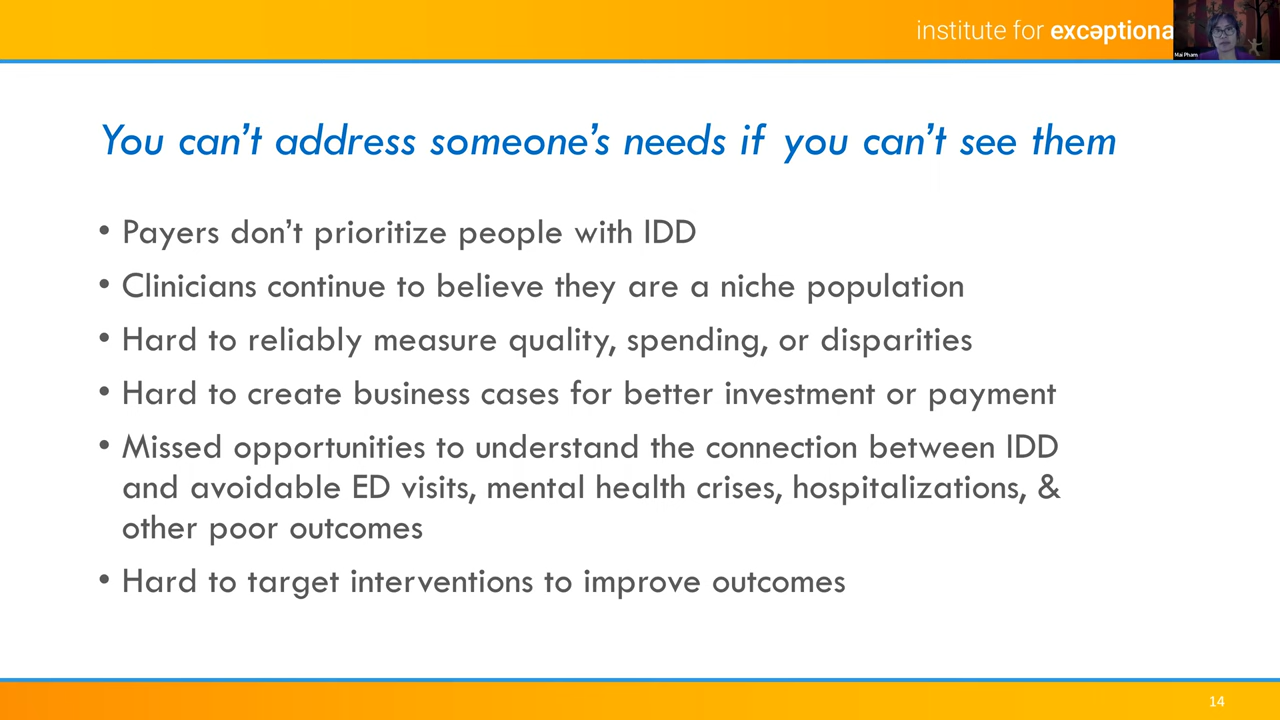 institute for excəptiona
Mai Pham
You can't address someone's needs if you can't see them
• Payers don't prioritize people with IDD
• Clinicians continue to believe they are a niche population
• Hard to reliably measure quality, spending, or disparities
• Hard to create business cases for better investment or payment
• Missed opportunities to understand the connection between IDD
and avoidable ED visits, mental health crises, hospitalizations, &
other poor outcomes
• Hard to target interventions to improve outcomes
14